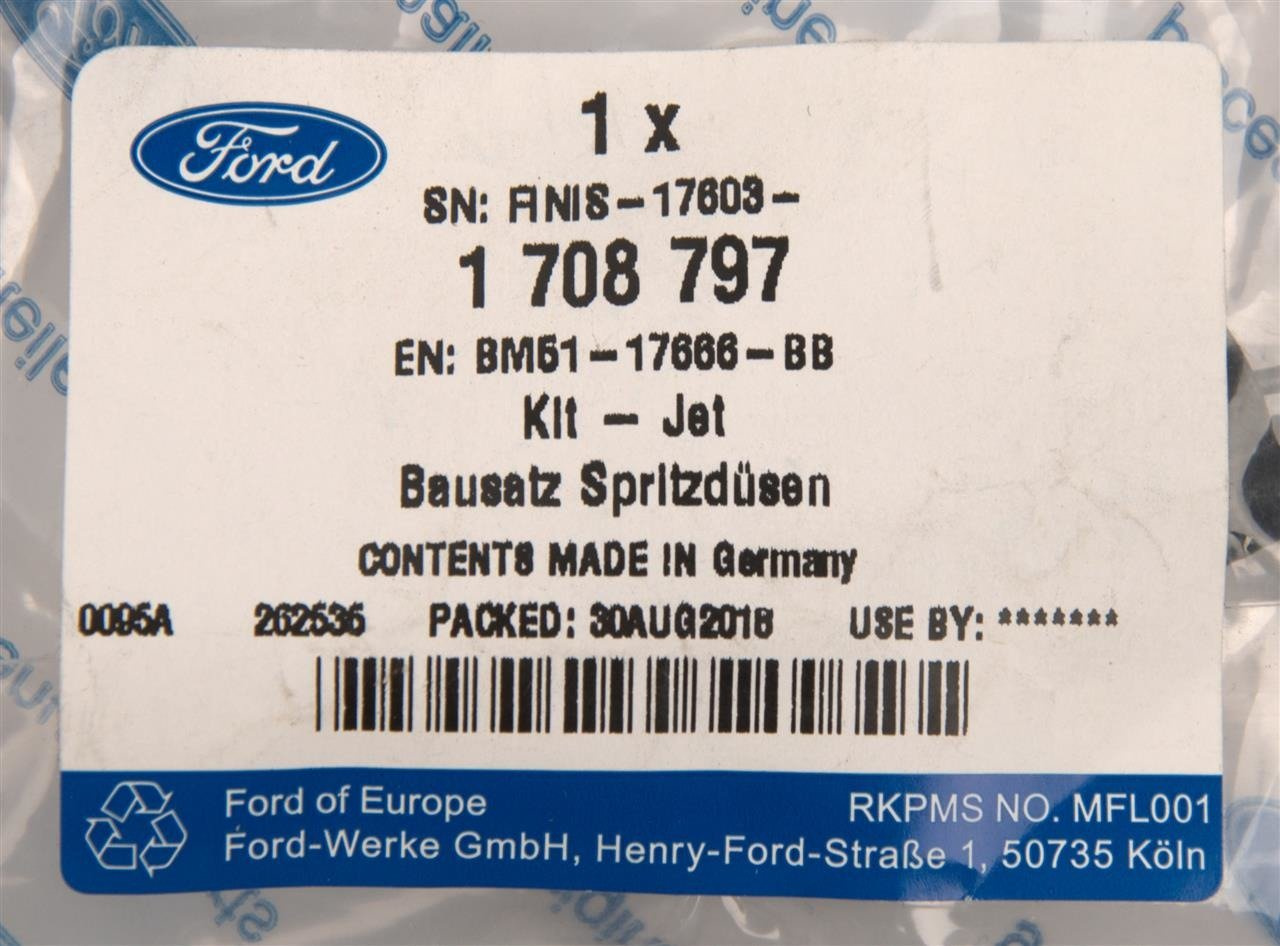 Ford
1 x
SN: FINIS-17603-
1 708 797
EN: BM51-17666-BB
Kit - Jet
Bausatz Spritzdüsen
CONTENTS MADE IN Germany
0095A 262535 PACKED: 30AUG2018 USE BY: *******
Ford of Europe
RKPMS NO. MFL001
Ford-Werke GmbH, Henry-Ford-Straße 1, 50735 Köln